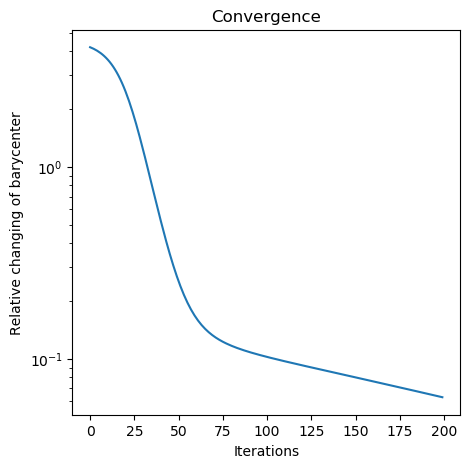 Convergence
Relative changing of barycenter
10⁰
10⁻¹
0 25 50 75 100 125 150 175 200
Iterations